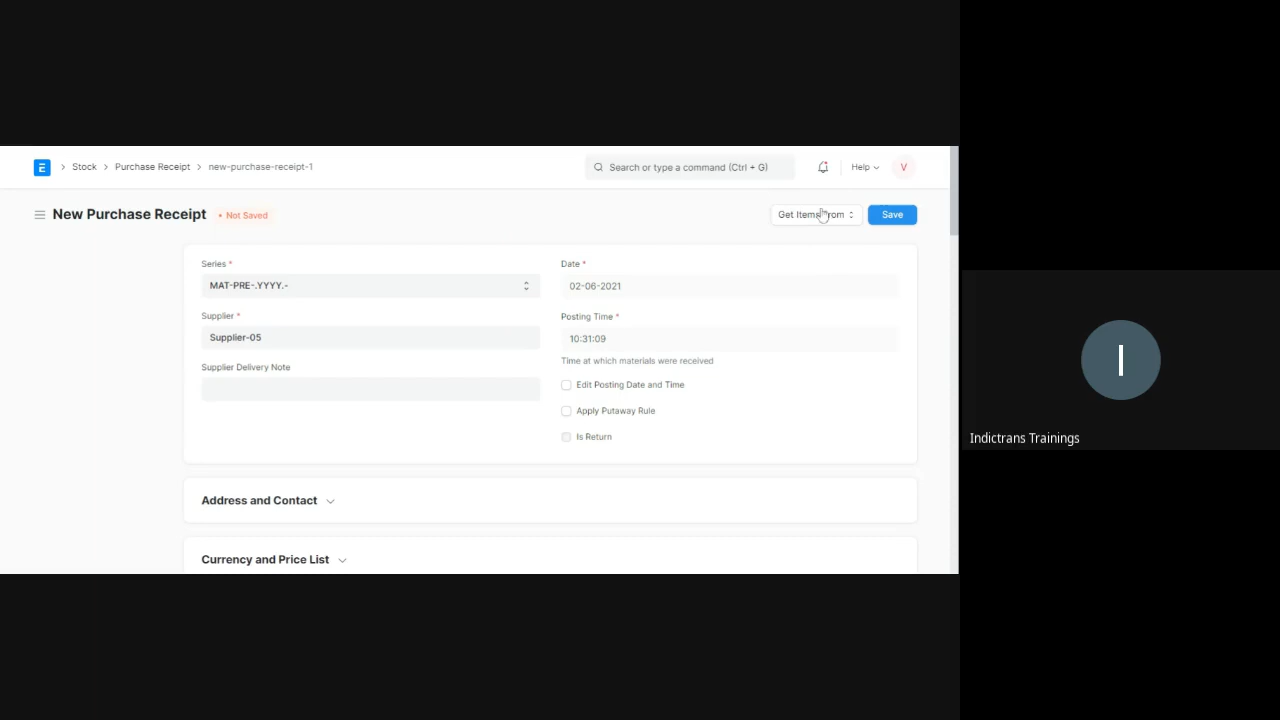 E > Stock > Purchase Receipt > new-purchase-receipt-1
Search or type a command (Ctrl + G)
Help
V
New Purchase Receipt
• Not Saved
Get Items From
Save
Series *
MAT-PRE-.YYYY.-
Date *
02-06-2021
Supplier *
Supplier-05
Posting Time *
10:31:09
Time at which materials were received
Supplier Delivery Note
Edit Posting Date and Time
Apply Putaway Rule
Is Return
Address and Contact
Currency and Price List
I
Indictrans Trainings